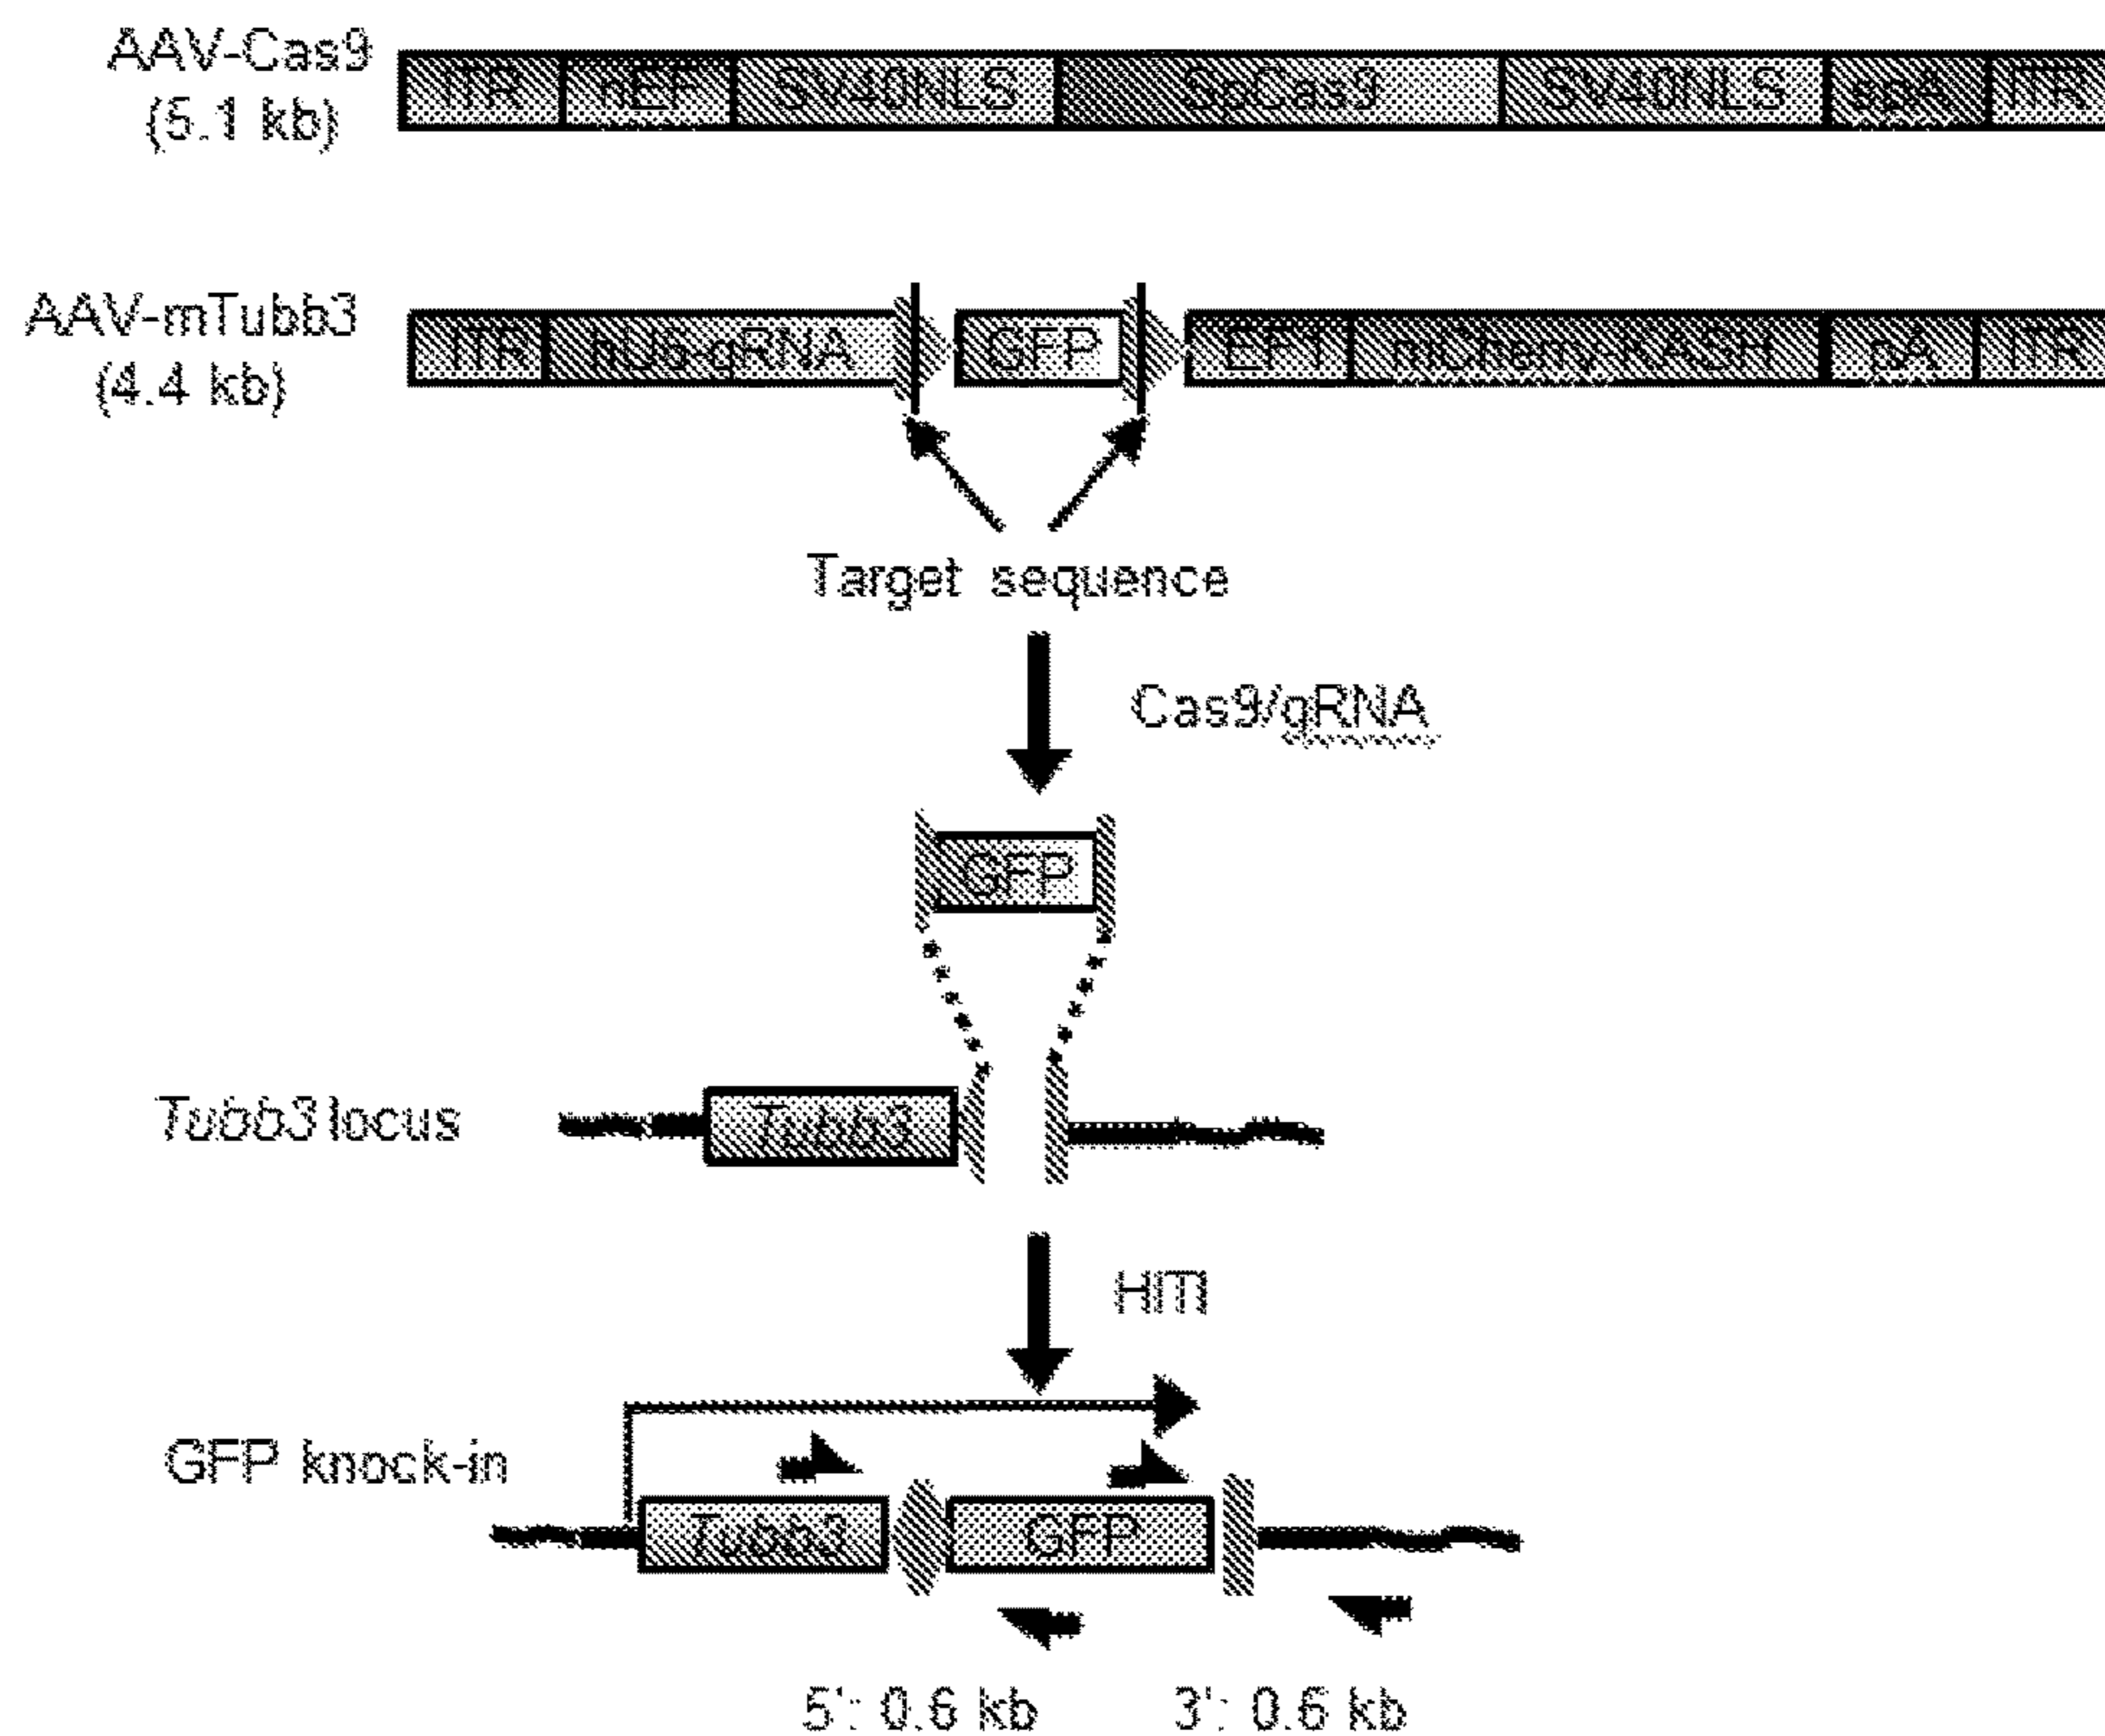 AAV-Cas9
(5.1 kb)
ITR nEF SV40NLS SpCas9 SV40NLS spA ITR
AAV-mTubb3
(4.4 kb)
ITR hU6-gRNA GFP EF1 mCherry-KASH pA ITR
Target sequence
Cas9/gRNA
GFP
Tubb3 locus
Tubb3
HITI
GFP knock-in
Tubb3 GFP
5': 0.6 kb 3': 0.6 kb